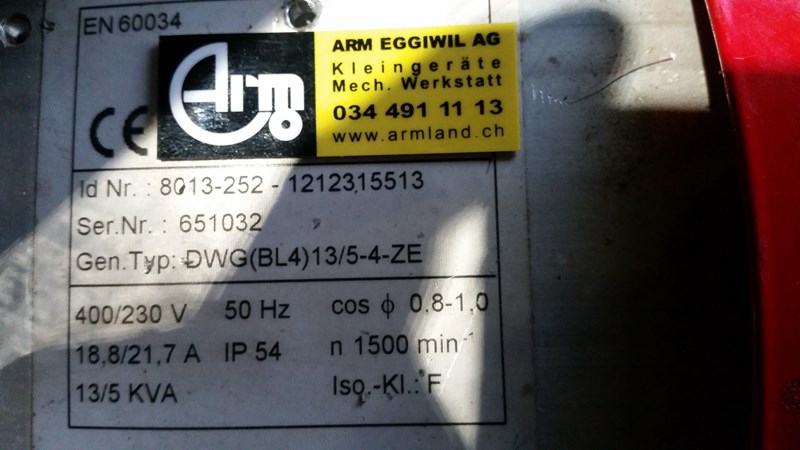 EN 60034
CE
Arm
ARM EGGIWIL AG
Kleingeräte
Mech. Werkstatt
034 491 11 13
www.armland.ch
Id Nr. : 8013-252 - 1212315513
Ser.Nr. : 651032
Gen.Typ: DWG(BL4)13/5-4-ZE
400/230 V 50 Hz cos ϕ 0,8-1,0
18,8/21,7 A IP 54 n 1500 min⁻¹
13/5 KVA Iso.-Kl.: F